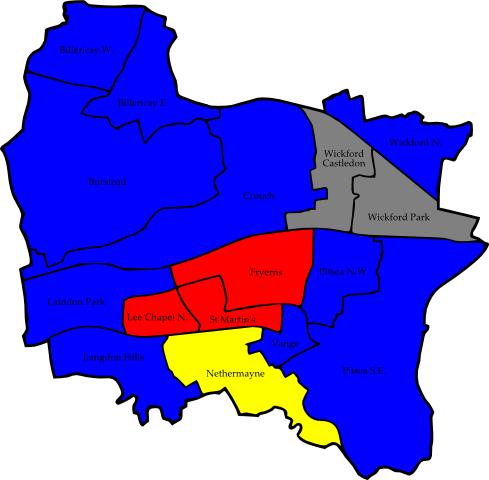 Billericay W.
Billericay E.
Wickford N.
Wickford
Castledon
Burstead
Crouch
Wickford Park
Fryerns
Pitsea N.W.
Laindon Park
Lee Chapel N.
St Martin's
Vange
Langdon Hills
Nethermayne
Pitsea S.E.